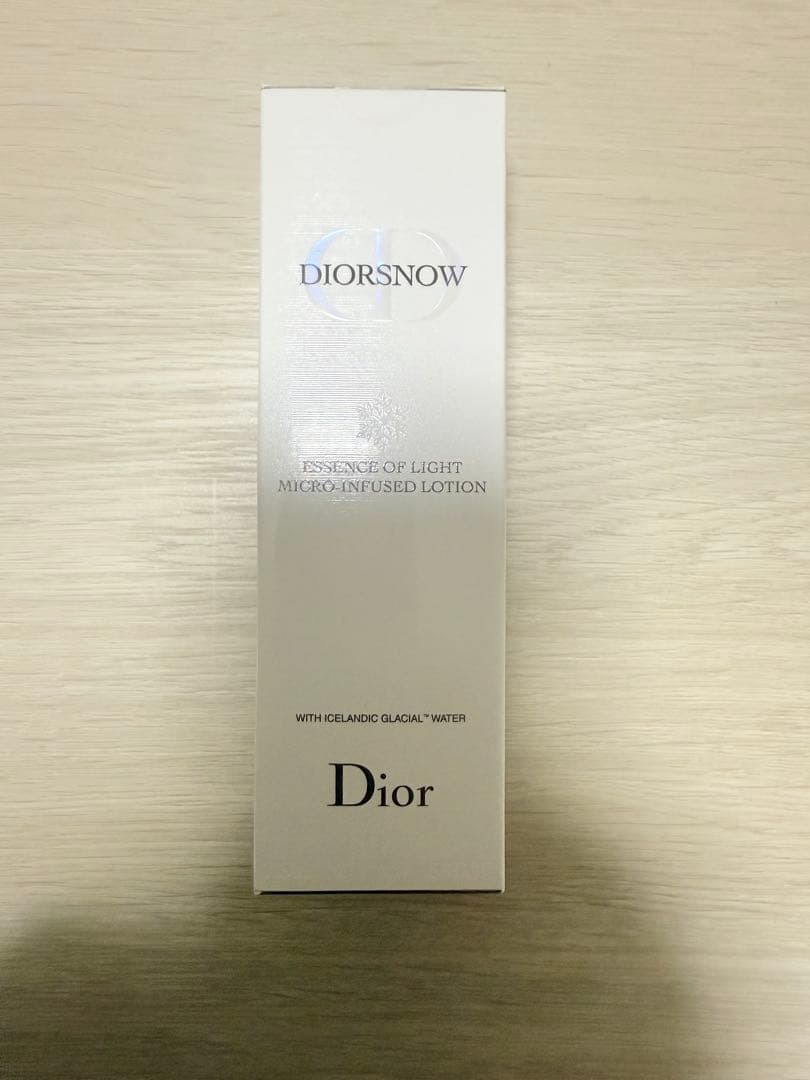 DIORSNOW
ESSENCE OF LIGHT
MICRO-INFUSED LOTION
WITH ICELANDIC GLACIAL™ WATER
Dior